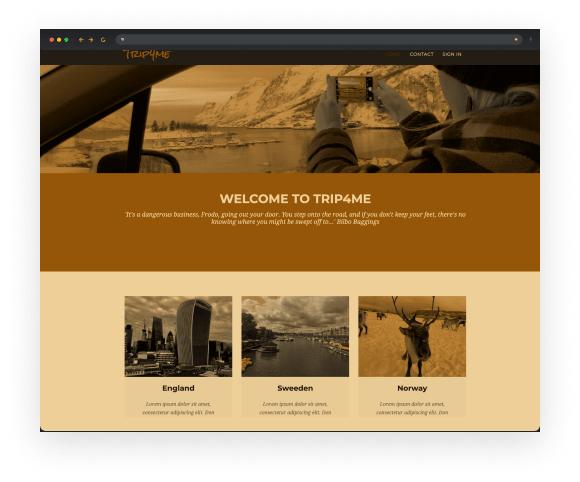 TRIP4ME
HOME CONTACT SIGN IN
WELCOME TO TRIP4ME
'It's a dangerous business, Frodo, going out your door. You step onto the road, and if you don't keep your feet, there's no
knowing where you might be swept off to...' Bilbo Baggings
England
Sweeden
Norway
Lorem ipsum dolor sit amet,
consectetur adipiscing elit. Don
Lorem ipsum dolor sit amet,
consectetur adipiscing elit. Don
Lorem ipsum dolor sit amet,
consectetur adipiscing elit. Don